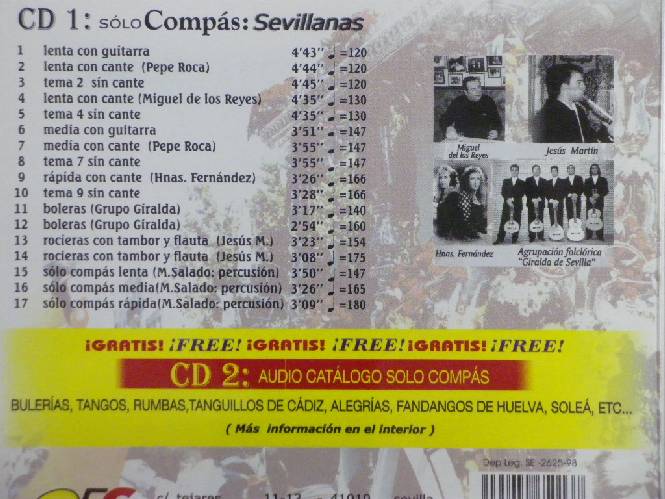 CD 1: SÓLO Compás: Sevillanas
1 lenta con guitarra 4'43" ♩=120
2 lenta con cante (Pepe Roca) 4'44" ♩=120
3 tema 2 sin cante 4'45" ♩=120
4 lenta con cante (Miguel de los Reyes) 4'35" ♩=130
5 tema 4 sin cante 4'35" ♩=130
6 media con guitarra 3'51" ♩=147
7 media con cante (Pepe Roca) 3'55" ♩=147
8 tema 7 sin cante 3'55" ♩=147
9 rápida con cante (Hnas. Fernández) 3'26" ♩=166
10 tema 9 sin cante 3'28" ♩=166
11 boleras (Grupo Giralda) 3'17" ♩=140
12 boleras (Grupo Giralda) 2'54" ♩=160
13 rocieras con tambor y flauta (Jesús M.) 3'23" ♩=154
14 rocieras con tambor y flauta (Jesús M.) 3'08" ♩=175
15 sólo compás lenta (M.Salado: percusión) 3'50" ♩=147
16 sólo compás media(M.Salado: percusión) 3'26" ♩=165
17 sólo compás rápida(M.Salado: percusión) 3'09" ♩=180
Miguel
de los Reyes
Jesús Martín
Hnas. Fernández
Agrupación folclórica
"Giralda de Sevilla"
¡GRATIS! ¡FREE! ¡GRATIS! ¡FREE! ¡GRATIS! ¡FREE!
CD 2: AUDIO CATÁLOGO SOLO COMPÁS
BULERÍAS, TANGOS, RUMBAS,TANGUILLOS DE CÁDIZ, ALEGRÍAS, FANDANGOS DE HUELVA, SOLEÁ, ETC...
( Más información en el interior )
Dep Leg. SE -2625-98
c/ tejares 11-13 - 41010 sevilla